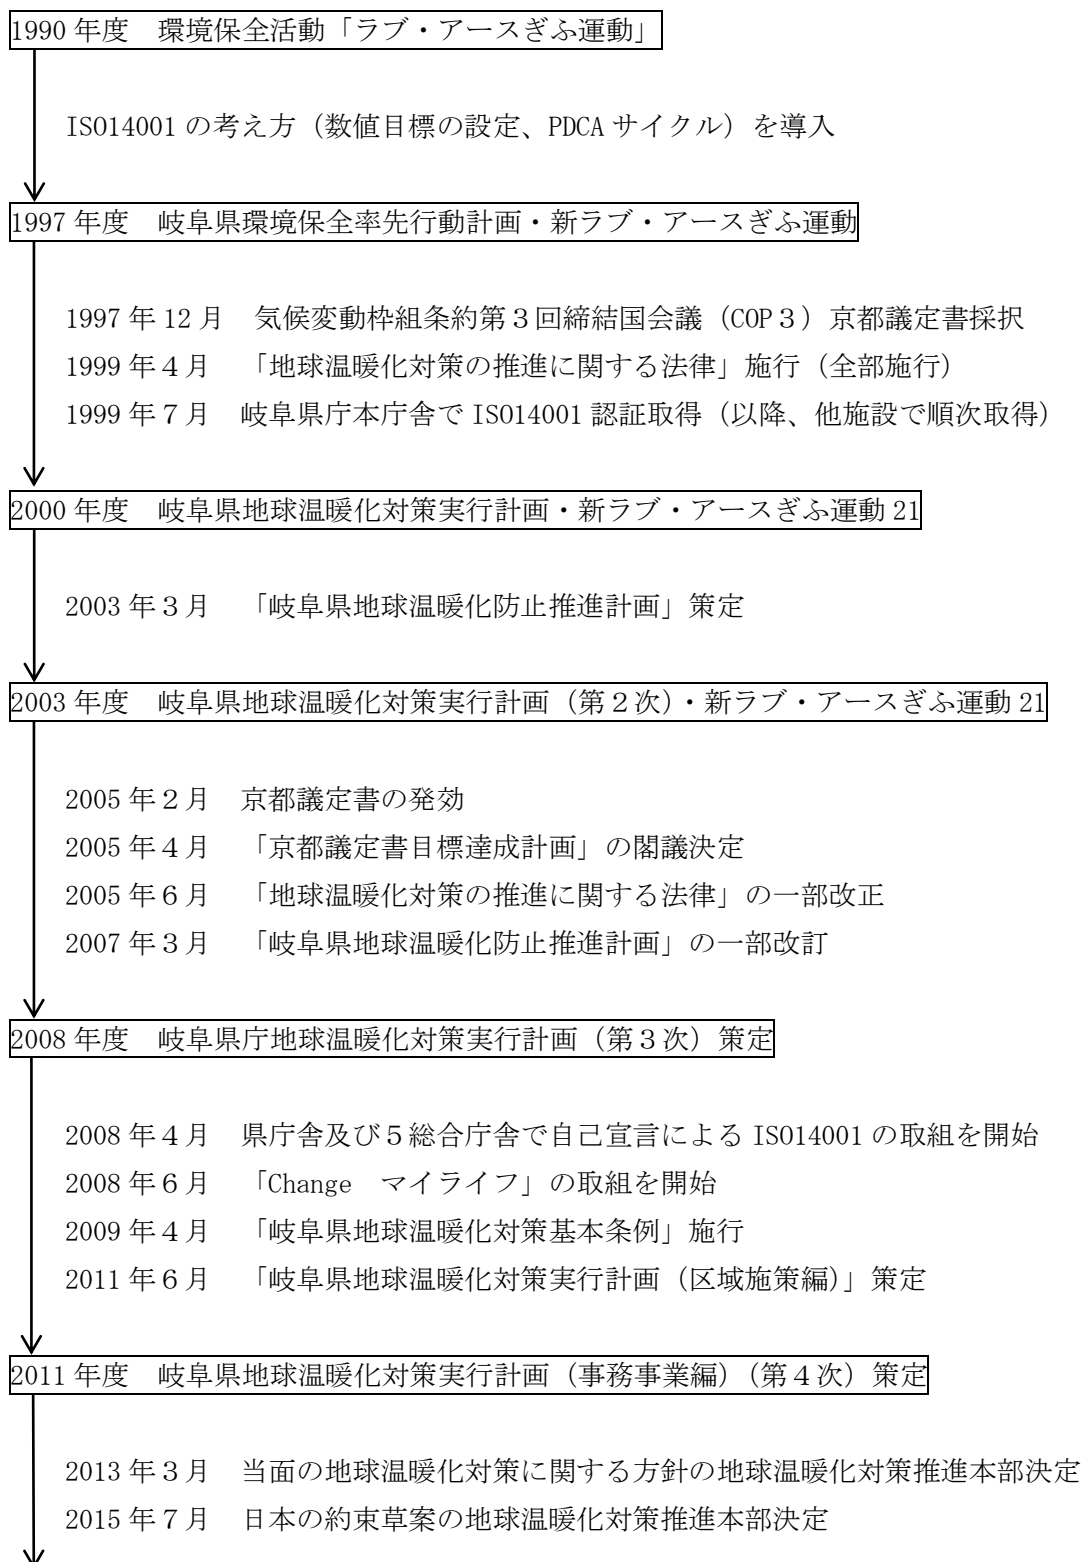 1990 年度　環境保全活動「ラブ・アースぎふ運動」
ISO14001 の考え方（数値目標の設定、PDCA サイクル）を導入
1997 年度　岐阜県環境保全率先行動計画・新ラブ・アースぎふ運動
1997 年 12 月　気候変動枠組条約第３回締結国会議（COP３）京都議定書採択
1999 年４月　「地球温暖化対策の推進に関する法律」施行（全部施行）
1999 年７月　岐阜県庁本庁舎で ISO14001 認証取得（以降、他施設で順次取得）
2000 年度　岐阜県地球温暖化対策実行計画・新ラブ・アースぎふ運動 21
2003 年３月　「岐阜県地球温暖化防止推進計画」策定
2003 年度　岐阜県地球温暖化対策実行計画（第２次）・新ラブ・アースぎふ運動 21
2005 年２月　京都議定書の発効
2005 年４月　「京都議定書目標達成計画」の閣議決定
2005 年６月　「地球温暖化対策の推進に関する法律」の一部改正
2007 年３月　「岐阜県地球温暖化防止推進計画」の一部改訂
2008 年度　岐阜県庁地球温暖化対策実行計画（第３次）策定
2008 年４月　県庁舎及び５総合庁舎で自己宣言による ISO14001 の取組を開始
2008 年６月　「Change　マイライフ」の取組を開始
2009 年４月　「岐阜県地球温暖化対策基本条例」施行
2011 年６月　「岐阜県地球温暖化対策実行計画（区域施策編）」策定
2011 年度　岐阜県地球温暖化対策実行計画（事務事業編）（第４次）策定
2013 年３月　当面の地球温暖化対策に関する方針の地球温暖化対策推進本部決定
2015 年７月　日本の約束草案の地球温暖化対策推進本部決定